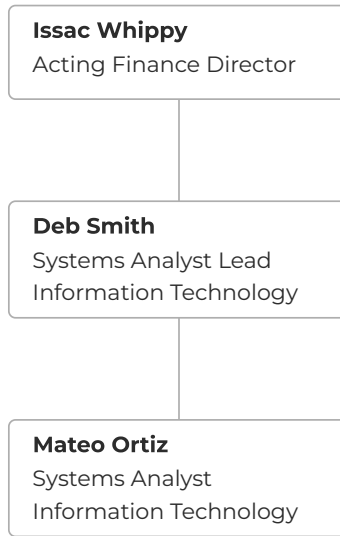 Issac Whippy
Acting Finance Director
Deb Smith
Systems Analyst Lead
Information Technology
Mateo Ortiz
Systems Analyst
Information Technology